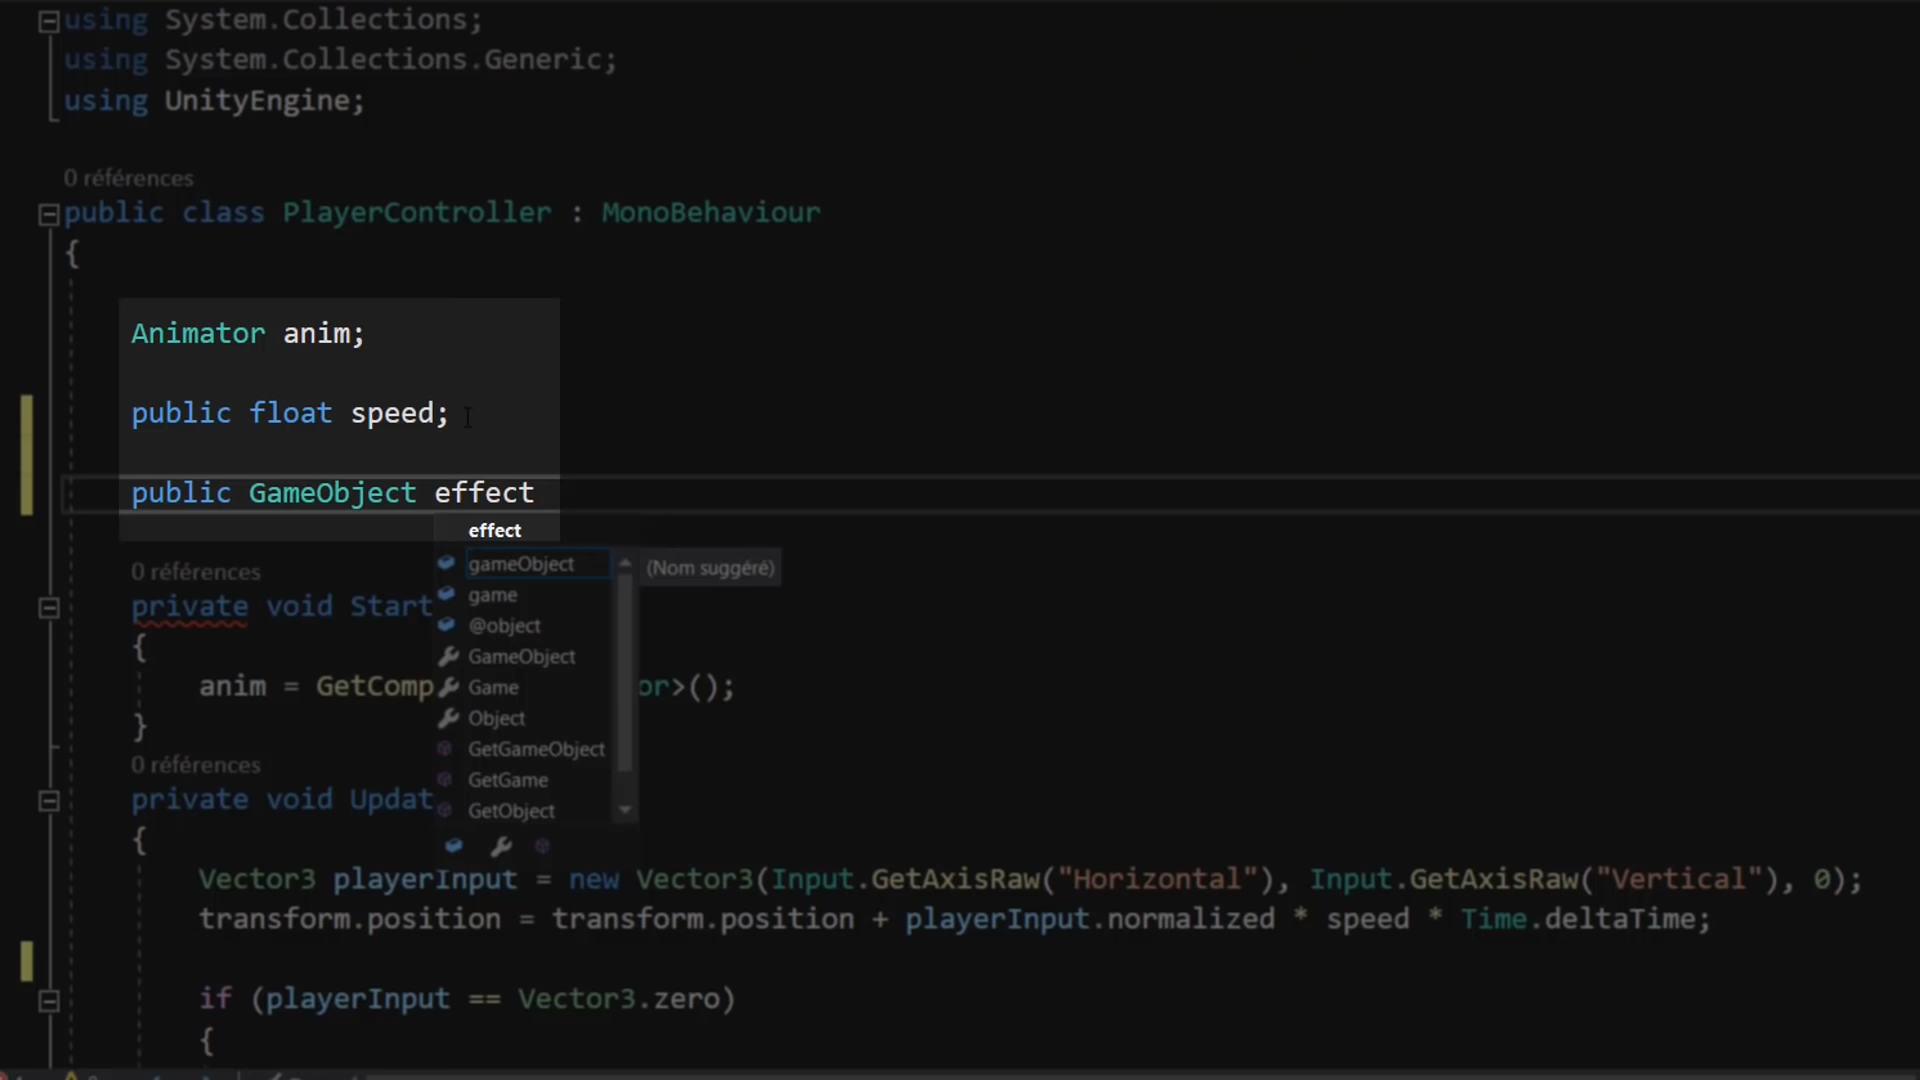 using System.Collections;
using System.Collections.Generic;
using UnityEngine;
0 références
public class PlayerController : MonoBehaviour
{
Animator anim;
public float speed;
public GameObject effect
effect
gameObject (Nom suggéré)
game
@object
GameObject
Game
Object
GetGameObject
GetGame
GetObject
0 références
private void Start
{
anim = GetComp or>();
}
0 références
private void Updat
{
Vector3 playerInput = new Vector3(Input.GetAxisRaw("Horizontal"), Input.GetAxisRaw("Vertical"), 0);
transform.position = transform.position + playerInput.normalized * speed * Time.deltaTime;
if (playerInput == Vector3.zero)
{